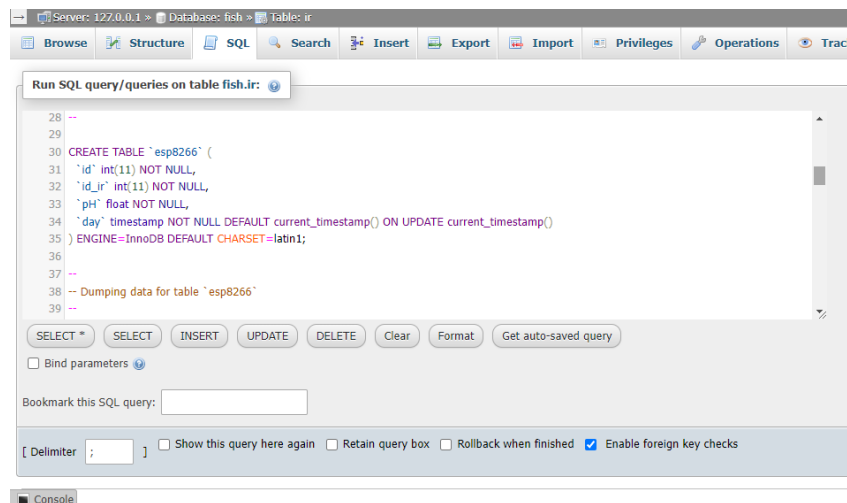 Server: 127.0.0.1 » Database: fish » Table: ir
Browse Structure SQL Search Insert Export Import Privileges Operations Trac
Run SQL query/queries on table fish.ir:
28 --
29
30 CREATE TABLE `esp8266` (
31 `id` int(11) NOT NULL,
32 `id_ir` int(11) NOT NULL,
33 `pH` float NOT NULL,
34 `day` timestamp NOT NULL DEFAULT current_timestamp() ON UPDATE current_timestamp()
35 ) ENGINE=InnoDB DEFAULT CHARSET=latin1;
36
37 --
38 -- Dumping data for table `esp8266`
39 --
SELECT * SELECT INSERT UPDATE DELETE Clear Format Get auto-saved query
Bind parameters
Bookmark this SQL query:
[ Delimiter ; ] Show this query here again Retain query box Rollback when finished Enable foreign key checks
Console